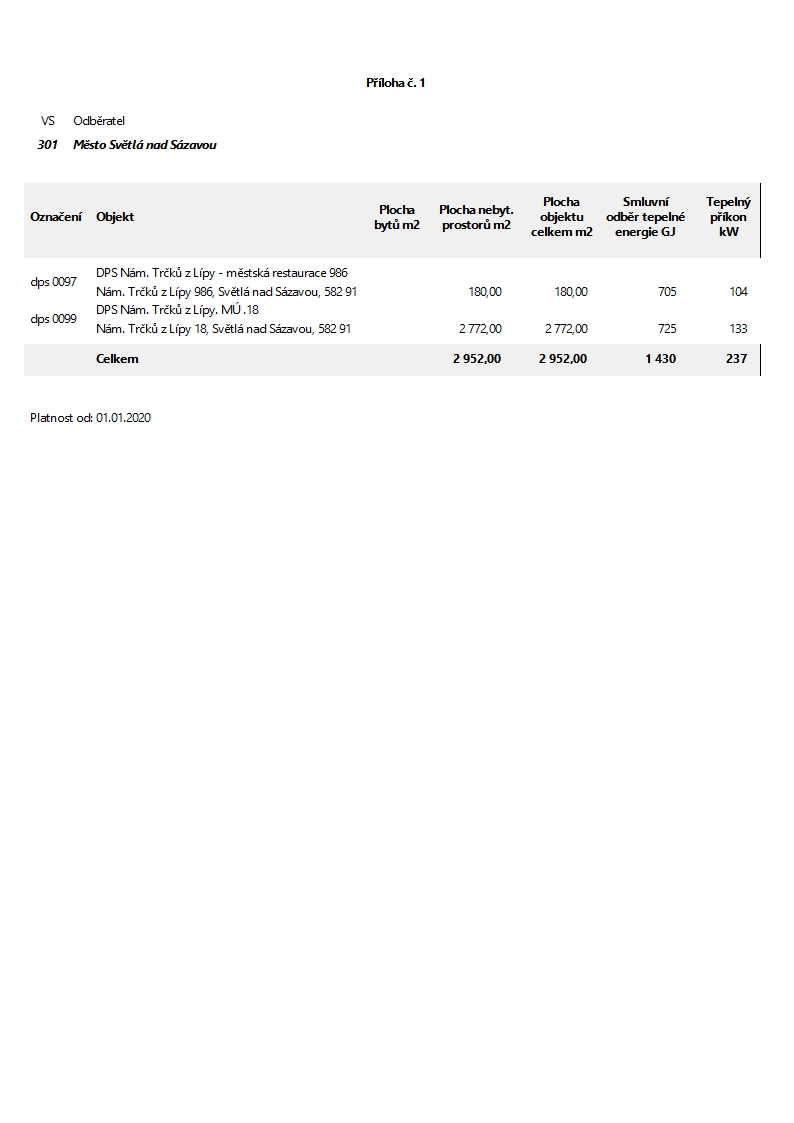 Příloha č. 1
VS Odběratel
301 Město Světlá nad Sázavou
Označení Objekt Plocha bytů m2 Plocha nebyt. prostorů m2 Plocha objektu celkem m2 Smluvní odběr tepelné energie GJ Tepelný příkon kW
DPS Nám. Trčků z Lípy - městská restaurace 986
dps 0097
Nám. Trčků z Lípy 986, Světlá nad Sázavou, 582 91 180,00 180,00 705 104
DPS Nám. Trčků z Lípy. MÚ .18
dps 0099
Nám. Trčků z Lípy 18, Světlá nad Sázavou, 582 91 2 772,00 2 772,00 725 133
Celkem 2 952,00 2 952,00 1 430 237
Platnost od: 01.01.2020